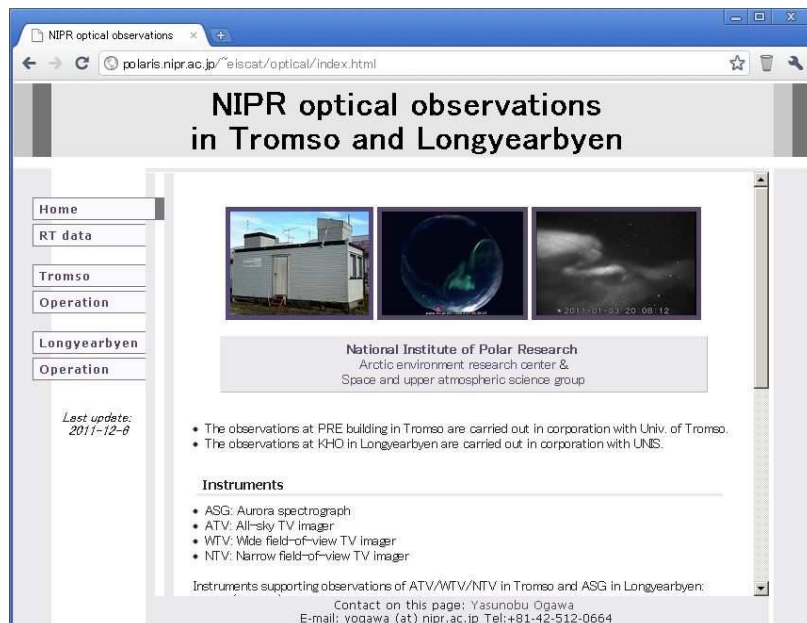 NIPR optical observations
polaris.nipr.ac.jp/~eiscat/optical/index.html
NIPR optical observations
in Tromso and Longyearbyen
Home
RT data
Tromso
Operation
Longyearbyen
Operation
Last update:
2011-12-6
2011-01-03 20:08:12
National Institute of Polar Research
Arctic environment research center &
Space and upper atmospheric science group
• The observations at PRE building in Tromso are carried out in corporation with Univ. of Tromso.
• The observations at KHO in Longyearbyen are carried out in corporation with UNIS.
Instruments
• ASG: Aurora spectrograph
• ATV: All-sky TV imager
• WTV: Wide field-of-view TV imager
• NTV: Narrow field-of-view TV imager
Instruments supporting observations of ATV/WTV/NTV in Tromso and ASG in Longyearbyen:
Contact on this page: Yasunobu Ogawa
E-mail: yogawa (at) nipr.ac.jp Tel:+81-42-512-0664